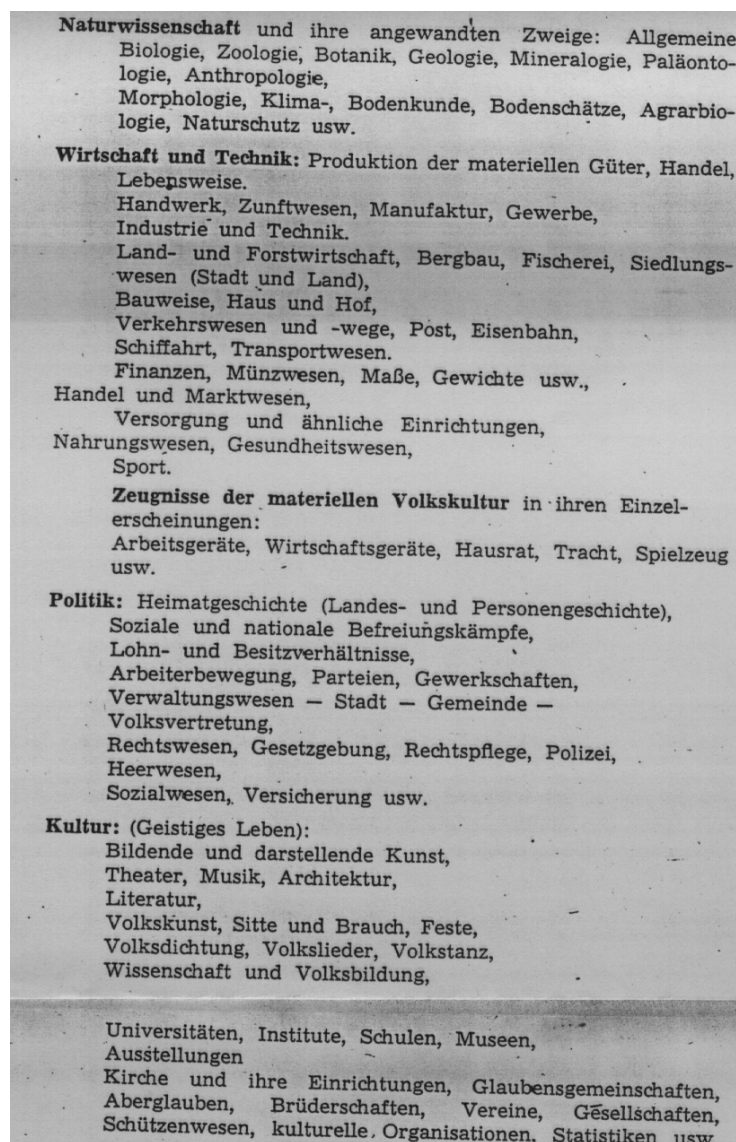 Naturwissenschaft und ihre angewandten Zweige: Allgemeine
Biologie, Zoologie, Botanik, Geologie, Mineralogie, Paläonto-
logie, Anthropologie,
Morphologie, Klima-, Bodenkunde, Bodenschätze, Agrarbio-
logie, Naturschutz usw.
Wirtschaft und Technik: Produktion der materiellen Güter, Handel,
Lebensweise.
Handwerk, Zunftwesen, Manufaktur, Gewerbe,
Industrie und Technik.
Land- und Forstwirtschaft, Bergbau, Fischerei, Siedlungs-
wesen (Stadt und Land),
Bauweise, Haus und Hof,
Verkehrswesen und -wege, Post, Eisenbahn,
Schiffahrt, Transportwesen.
Finanzen, Münzwesen, Maße, Gewichte usw.,
Handel und Marktwesen,
Versorgung und ähnliche Einrichtungen,
Nahrungswesen, Gesundheitswesen,
Sport.
Zeugnisse der materiellen Volkskultur in ihren Einzel-
erscheinungen:
Arbeitsgeräte, Wirtschaftsgeräte, Hausrat, Tracht, Spielzeug
usw.
Politik: Heimatgeschichte (Landes- und Personengeschichte),
Soziale und nationale Befreiungskämpfe,
Lohn- und Besitzverhältnisse,
Arbeiterbewegung, Parteien, Gewerkschaften,
Verwaltungswesen — Stadt — Gemeinde —
Volksvertretung,
Rechtswesen, Gesetzgebung, Rechtspflege, Polizei,
Heerwesen,
Sozialwesen, Versicherung usw.
Kultur: (Geistiges Leben):
Bildende und darstellende Kunst,
Theater, Musik, Architektur,
Literatur,
Volkskunst, Sitte und Brauch, Feste,
Volksdichtung, Volkslieder, Volkstanz,
Wissenschaft und Volksbildung,
Universitäten, Institute, Schulen, Museen,
Ausstellungen
Kirche und ihre Einrichtungen, Glaubensgemeinschaften,
Aberglauben, Brüderschaften, Vereine, Gesellschaften,
Schützenwesen, kulturelle Organisationen, Statistiken usw.